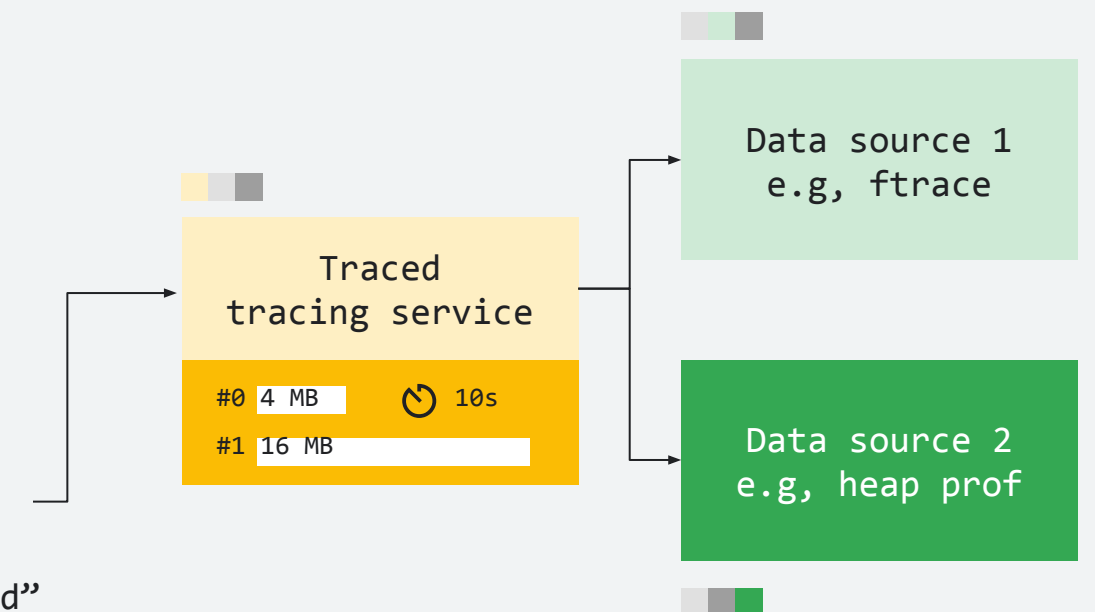 Data source 1
e.g, ftrace
Traced
tracing service
#0 4 MB 10s
#1 16 MB
Data source 2
e.g, heap prof
d”